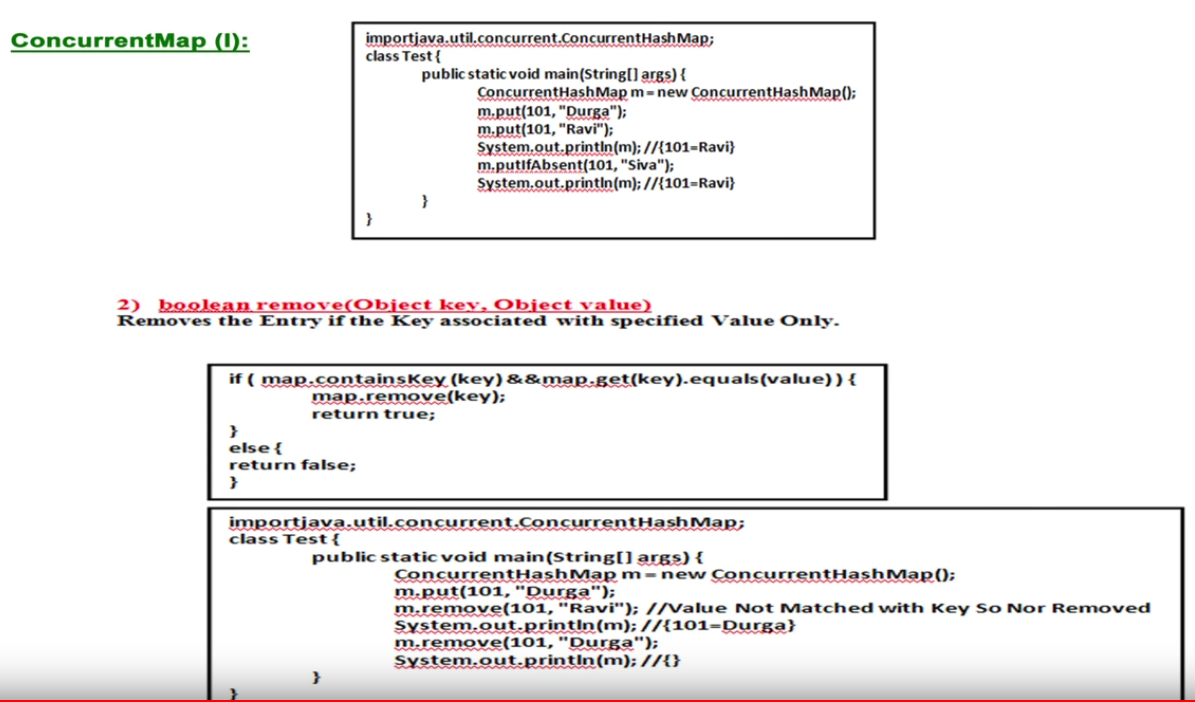 ConcurrentMap (I):
importjava.util.concurrent.ConcurrentHashMap;
class Test {
public static void main(String[] args) {
ConcurrentHashMap m = new ConcurrentHashMap();
m.put(101, "Durga");
m.put(101, "Ravi");
System.out.println(m); //{101=Ravi}
m.putIfAbsent(101, "Siva");
System.out.println(m); //{101=Ravi}
}
}
2) boolean remove(Object key, Object value)
Removes the Entry if the Key associated with specified Value Only.
if ( map.containsKey (key) &&map.get(key).equals(value) ) {
map.remove(key);
return true;
}
else {
return false;
}
importjava.util.concurrent.ConcurrentHashMap;
class Test {
public static void main(String[] args) {
ConcurrentHashMap m = new ConcurrentHashMap();
m.put(101, "Durga");
m.remove(101, "Ravi"); //Value Not Matched with Key So Nor Removed
System.out.println(m); //{101=Durga}
m.remove(101, "Durga");
System.out.println(m); //{}
}
}